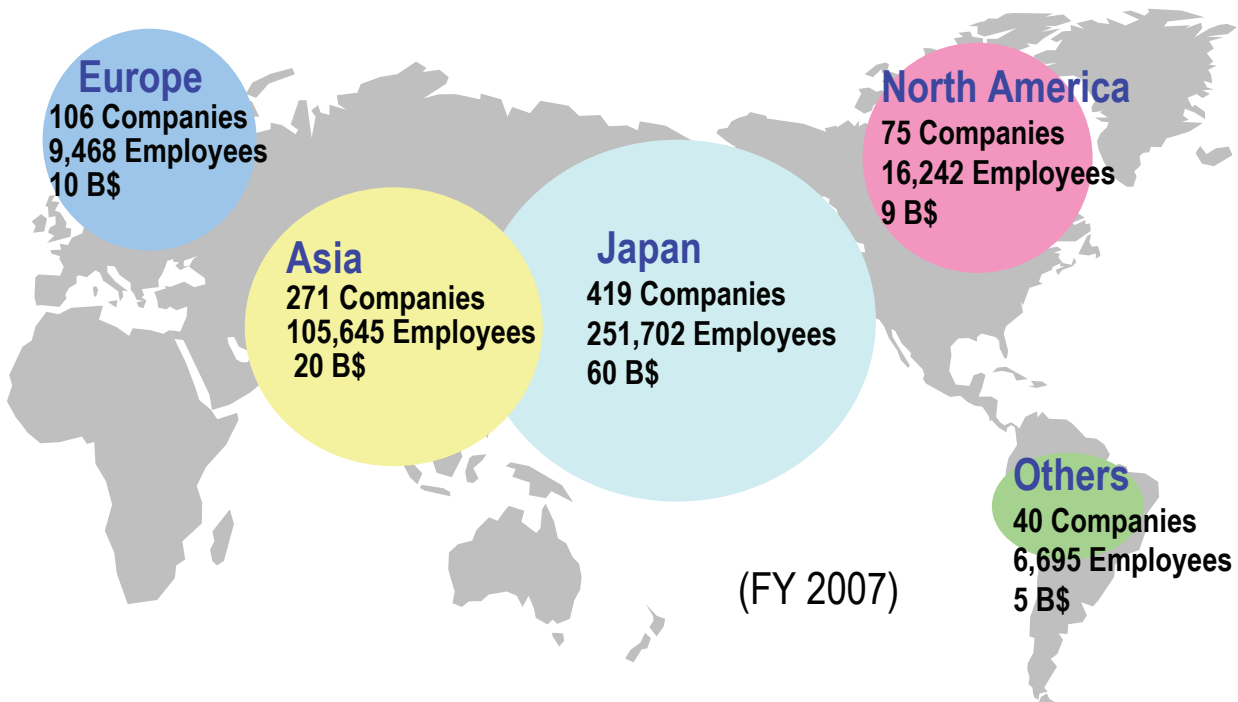 Europe
106 Companies
9,468 Employees
10 B$
Asia
271 Companies
105,645 Employees
20 B$
Japan
419 Companies
251,702 Employees
60 B$
North America
75 Companies
16,242 Employees
9 B$
Others
40 Companies
6,695 Employees
5 B$
(FY 2007)